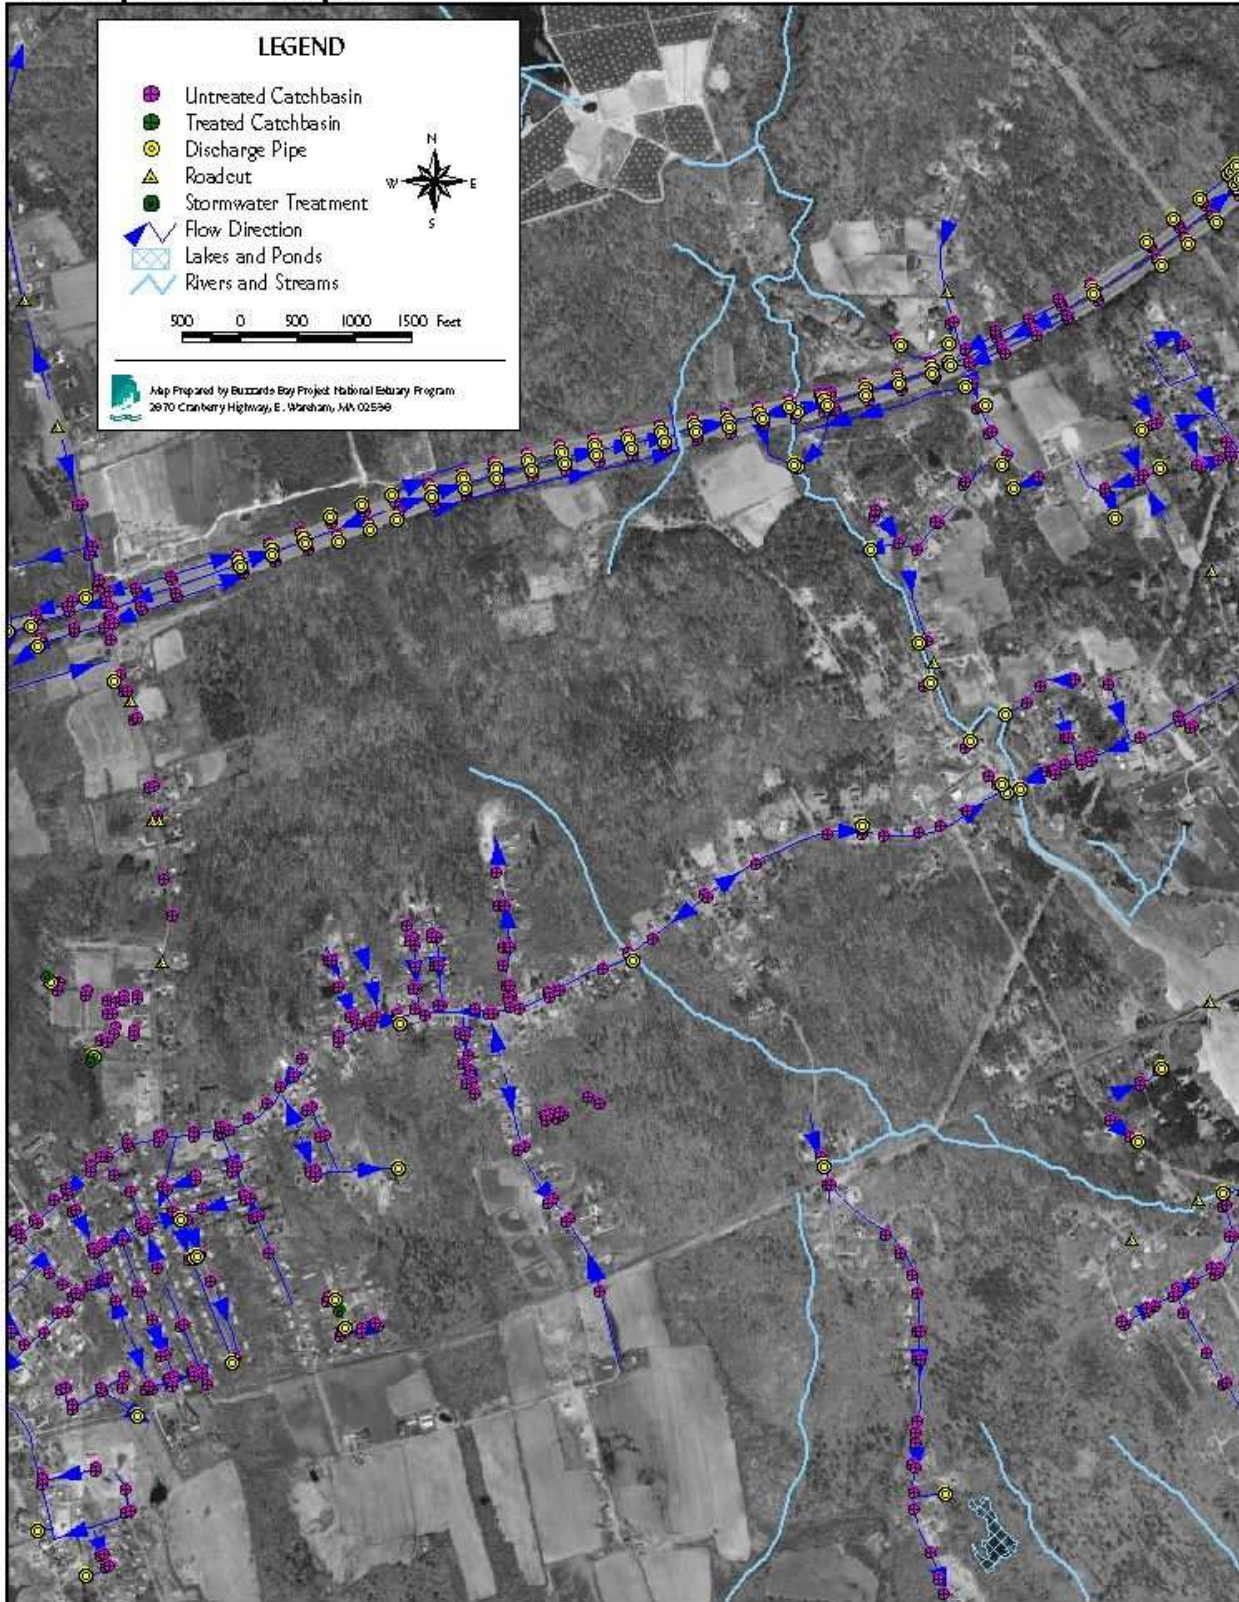 LEGEND
Untreated Catchbasin
Treated Catchbasin
Discharge Pipe
Roadcut
Stormwater Treatment
Flow Direction
Lakes and Ponds
Rivers and Streams
N
W E
S
500 0 500 1000 1500 Feet
Map Prepared by Buzzards Bay Project National Estuary Program
2870 Cranberry Highway, E. Wareham, MA 02538